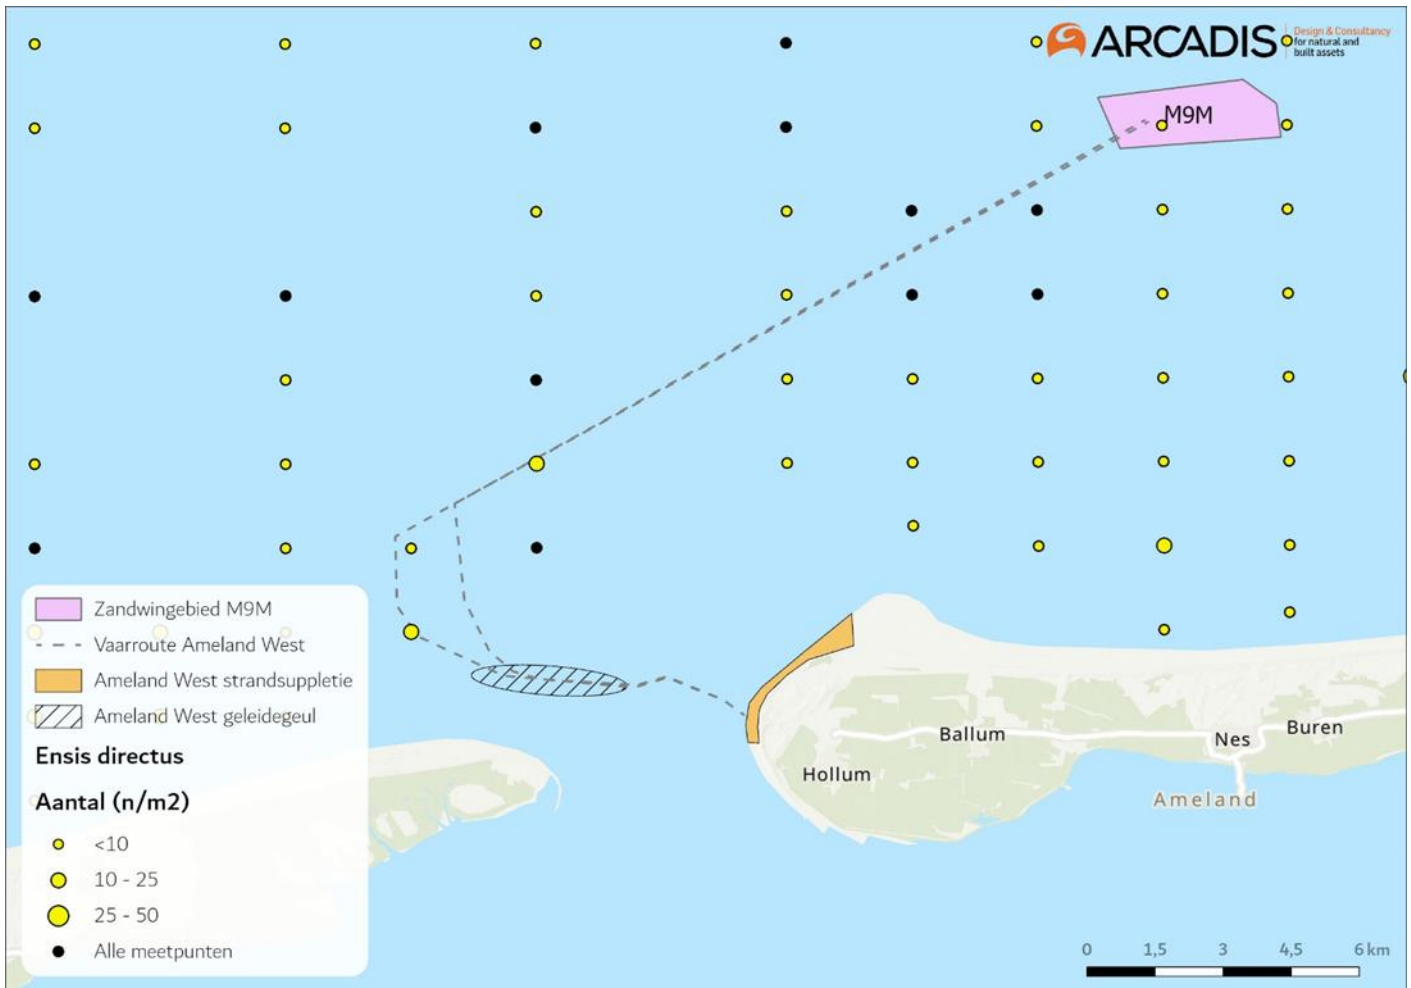 ARCADIS
Design & Consultancy
for natural and
built assets
M9M
Zandwingebied M9M
Vaarroute Ameland West
Ameland West strandsuppletie
Ameland West geleidegeul
Ensis directus
Aantal (n/m2)
<10
10 - 25
25 - 50
Alle meetpunten
Ballum
Nes
Buren
Hollum
Ameland
0 1,5 3 4,5 6 km